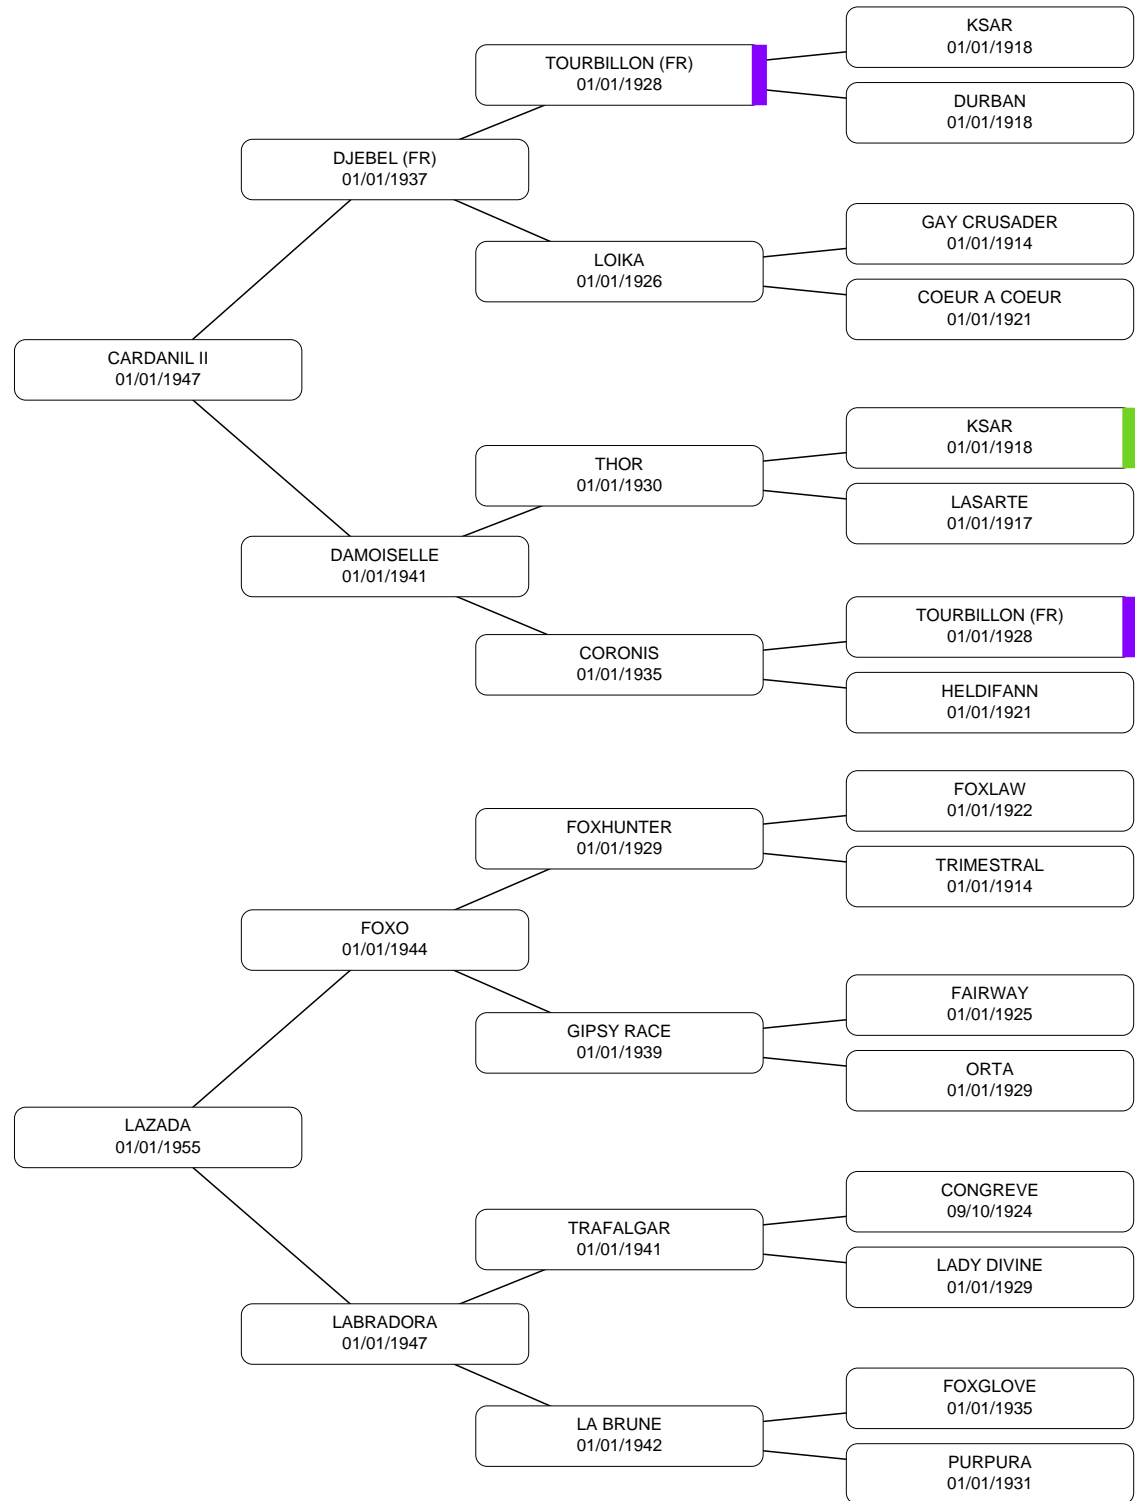 KSAR
01/01/1918
TOURBILLON (FR)
01/01/1928
DURBAN
01/01/1918
DJEBEL (FR)
01/01/1937
GAY CRUSADER
01/01/1914
LOIKA
01/01/1926
COEUR A COEUR
01/01/1921
CARDANIL II
01/01/1947
KSAR
01/01/1918
THOR
01/01/1930
LASARTE
01/01/1917
DAMOISELLE
01/01/1941
TOURBILLON (FR)
01/01/1928
CORONIS
01/01/1935
HELDIFANN
01/01/1921
FOXLAW
01/01/1922
FOXHUNTER
01/01/1929
TRIMESTRAL
01/01/1914
FOXO
01/01/1944
FAIRWAY
01/01/1925
GIPSY RACE
01/01/1939
ORTA
01/01/1929
LAZADA
01/01/1955
CONGREVE
09/10/1924
TRAFALGAR
01/01/1941
LADY DIVINE
01/01/1929
LABRADORA
01/01/1947
FOXGLOVE
01/01/1935
LA BRUNE
01/01/1942
PURPURA
01/01/1931